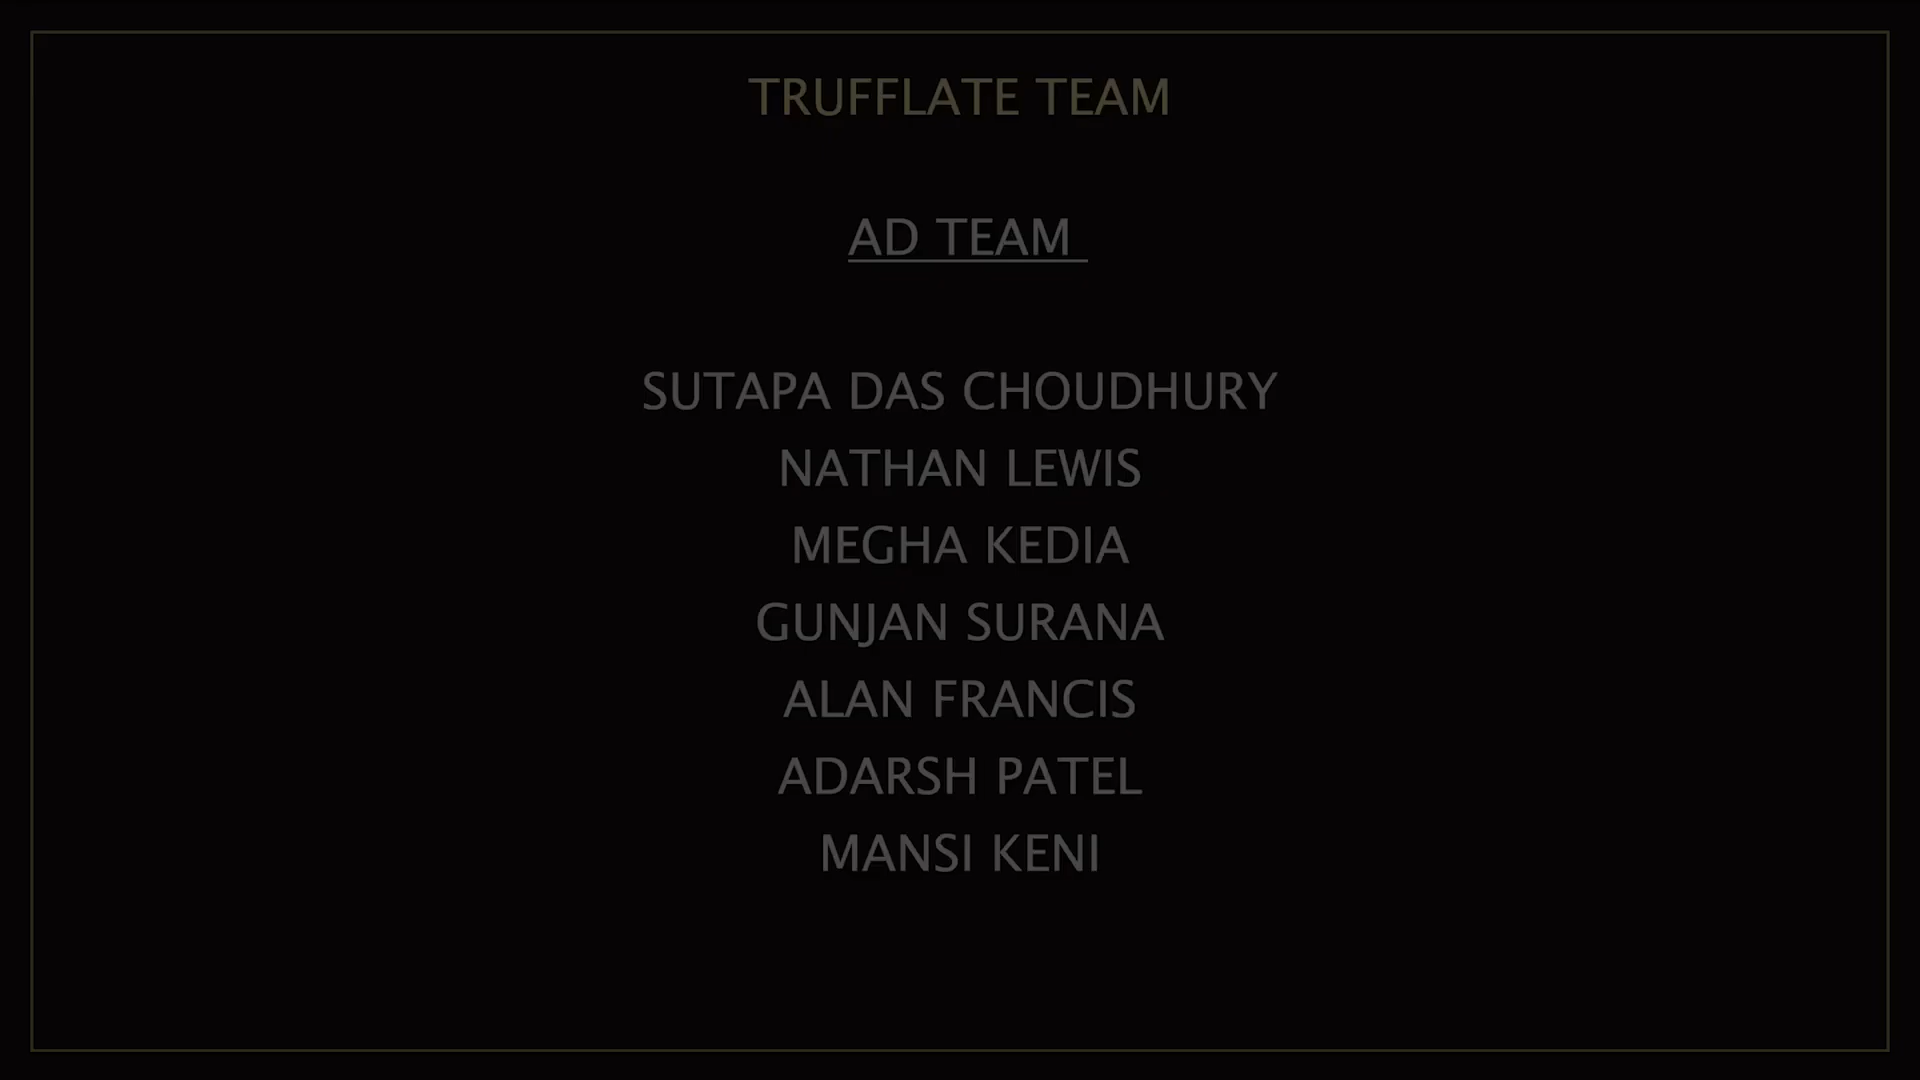 TRUFFLATE TEAM
AD TEAM
SUTAPA DAS CHOUDHURY
NATHAN LEWIS
MEGHA KEDIA
GUNJAN SURANA
ALAN FRANCIS
ADARSH PATEL
MANSI KENI